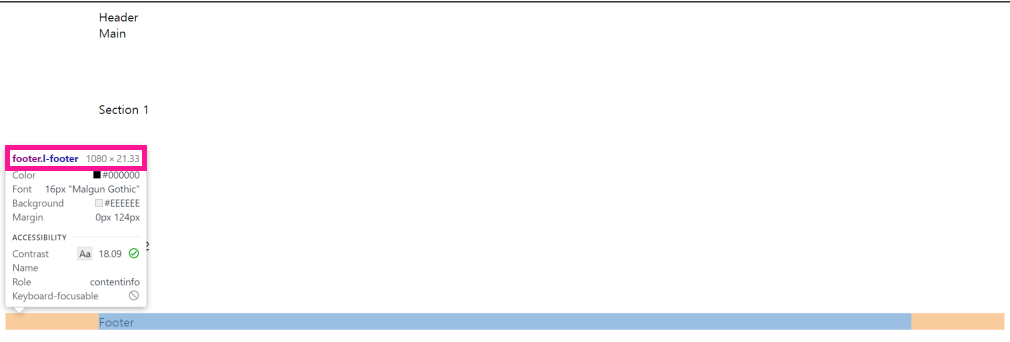 Header
Main
Section 1
footer.l-footer 1080 × 21.33
Color #000000
Font 16px "Malgun Gothic"
Background #EEEEEE
Margin 0px 124px
ACCESSIBILITY
2
Contrast Aa 18.09
Name
Role contentinfo
Keyboard-focusable
Footer